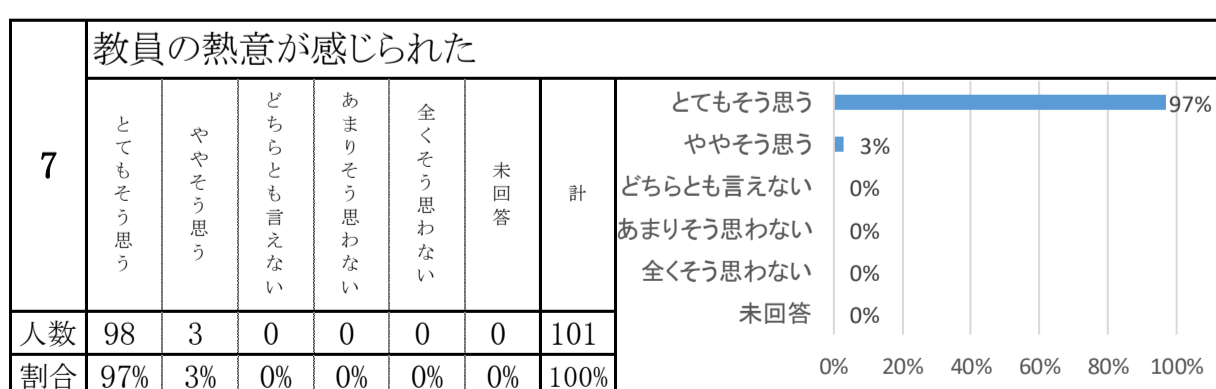 7
教員の熱意が感じられた
とてもそう思う
ややそう思う
どちらとも言えない
あまりそう思わない
全くそう思わない
未回答
計
人数 98 3 0 0 0 0 101
割合 97% 3% 0% 0% 0% 0% 100%
とてもそう思う 97%
ややそう思う 3%
どちらとも言えない 0%
あまりそう思わない 0%
全くそう思わない 0%
未回答 0%
0% 20% 40% 60% 80% 100%